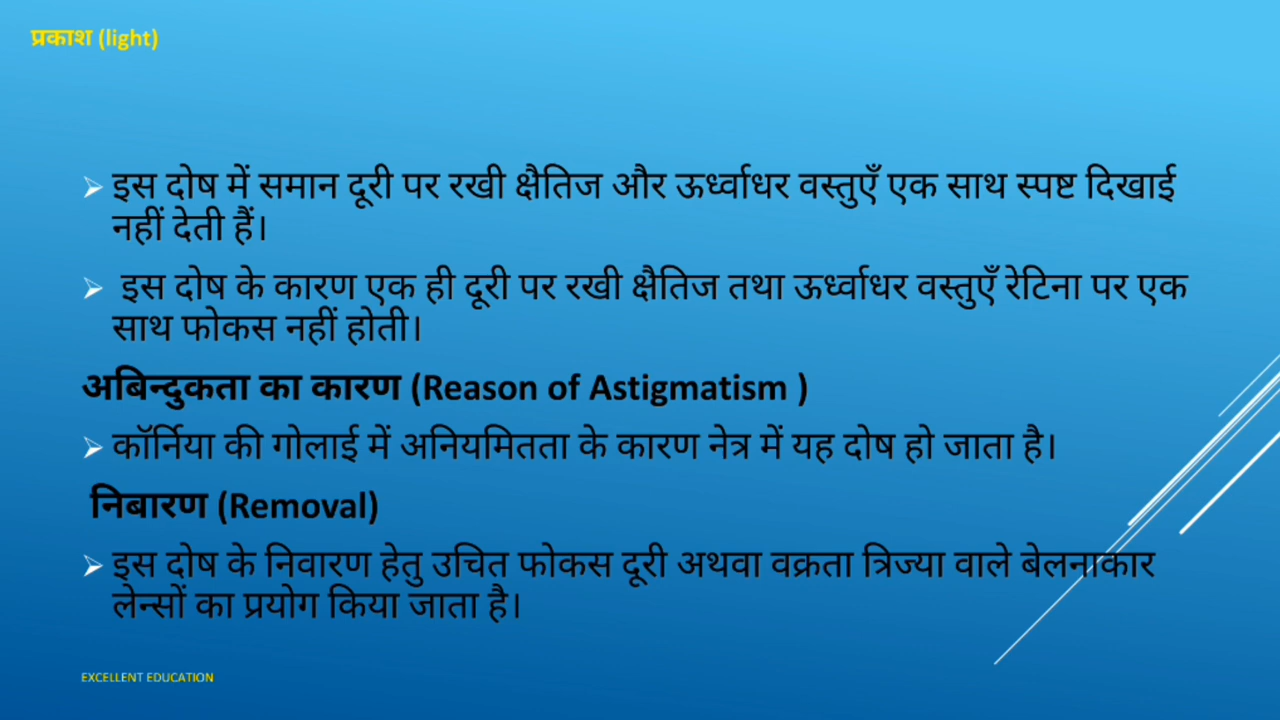 प्रकाश (light)
➢ इस दोष में समान दूरी पर रखी क्षैतिज और ऊर्ध्वाधर वस्तुएँ एक साथ स्पष्ट दिखाई
नहीं देती हैं।
➢ इस दोष के कारण एक ही दूरी पर रखी क्षैतिज तथा ऊर्ध्वाधर वस्तुएँ रेटिना पर एक
साथ फोकस नहीं होती।
अबिन्दुकता का कारण (Reason of Astigmatism )
➢ कॉर्निया की गोलाई में अनियमितता के कारण नेत्र में यह दोष हो जाता है।
निबारण (Removal)
➢ इस दोष के निवारण हेतु उचित फोकस दूरी अथवा वक्रता त्रिज्या वाले बेलनाकार
लेन्सों का प्रयोग किया जाता है।
EXCELLENT EDUCATION